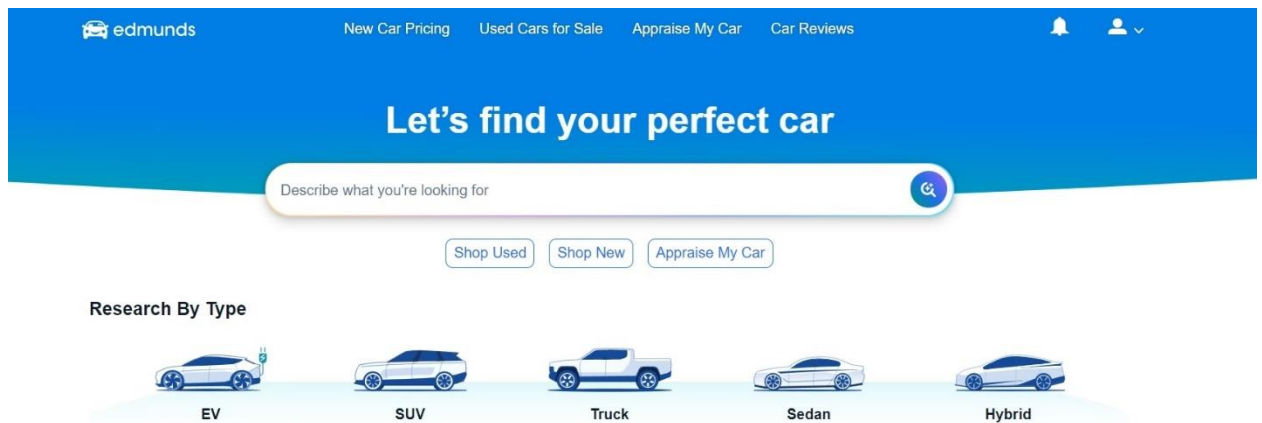 edmunds New Car Pricing Used Cars for Sale Appraise My Car Car Reviews
Let's find your perfect car
Describe what you're looking for
Shop Used Shop New Appraise My Car
Research By Type
EV SUV Truck Sedan Hybrid